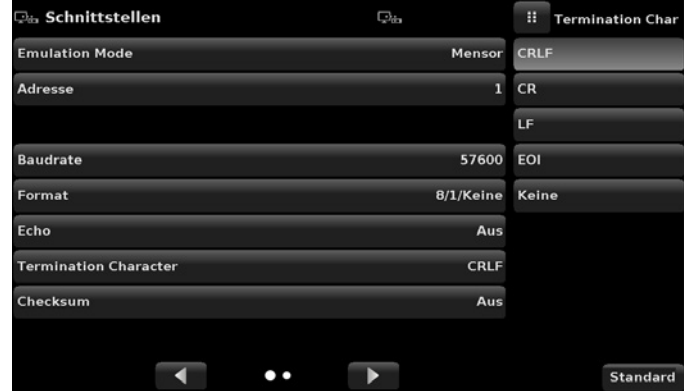 Schnittstellen
Emulation Mode Mensor
Adresse 1
Baudrate 57600
Format 8/1/Keine
Echo Aus
Termination Character CRLF
Checksum Aus
Termination Char
CRLF
CR
LF
EOI
Keine
Standard